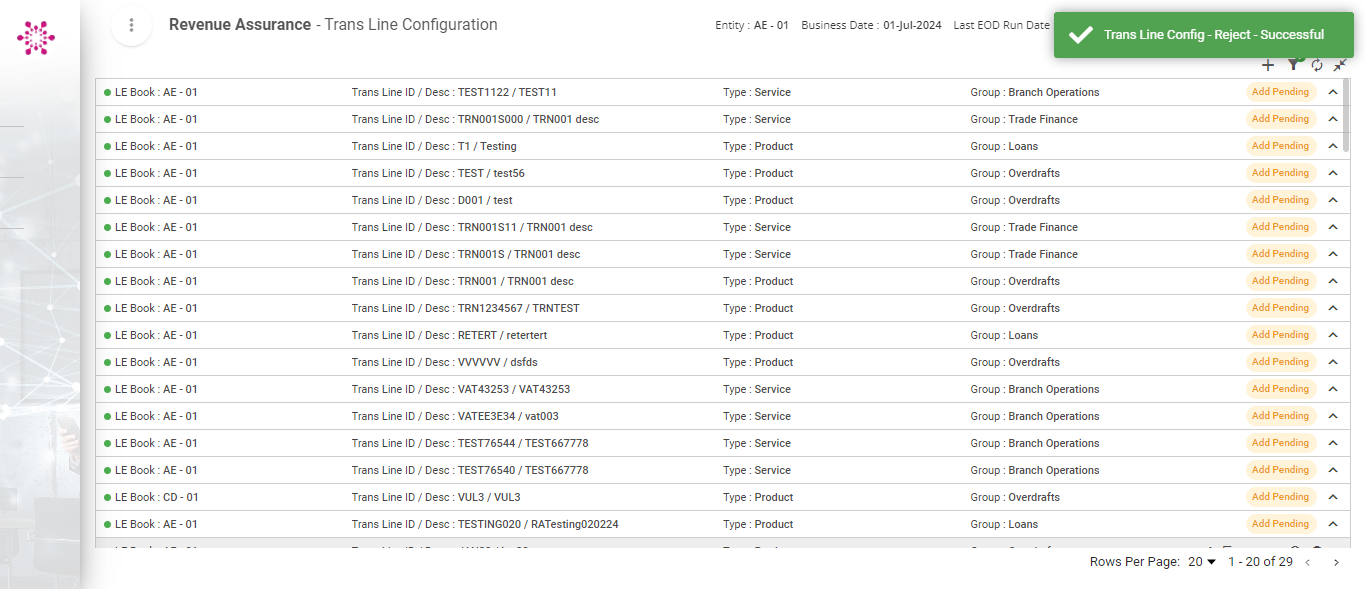 Revenue Assurance - Trans Line Configuration
Entity : AE - 01 Business Date : 01-Jul-2024 Last EOD Run Date
Trans Line Config - Reject - Successful
LE Book : AE - 01 Trans Line ID / Desc : TEST1122 / TEST11 Type : Service Group : Branch Operations Add Pending
LE Book : AE - 01 Trans Line ID / Desc : TRN001S000 / TRN001 desc Type : Service Group : Trade Finance Add Pending
LE Book : AE - 01 Trans Line ID / Desc : T1 / Testing Type : Product Group : Loans Add Pending
LE Book : AE - 01 Trans Line ID / Desc : TEST / test56 Type : Product Group : Overdrafts Add Pending
LE Book : AE - 01 Trans Line ID / Desc : D001 / test Type : Product Group : Overdrafts Add Pending
LE Book : AE - 01 Trans Line ID / Desc : TRN001S11 / TRN001 desc Type : Service Group : Trade Finance Add Pending
LE Book : AE - 01 Trans Line ID / Desc : TRN001S / TRN001 desc Type : Service Group : Trade Finance Add Pending
LE Book : AE - 01 Trans Line ID / Desc : TRN001 / TRN001 desc Type : Product Group : Overdrafts Add Pending
LE Book : AE - 01 Trans Line ID / Desc : TRN1234567 / TRNTEST Type : Product Group : Overdrafts Add Pending
LE Book : AE - 01 Trans Line ID / Desc : RETERT / retertert Type : Product Group : Loans Add Pending
LE Book : AE - 01 Trans Line ID / Desc : VVVVVV / dsfds Type : Product Group : Overdrafts Add Pending
LE Book : AE - 01 Trans Line ID / Desc : VAT43253 / VAT43253 Type : Service Group : Branch Operations Add Pending
LE Book : AE - 01 Trans Line ID / Desc : VATEE3E34 / vat003 Type : Service Group : Branch Operations Add Pending
LE Book : AE - 01 Trans Line ID / Desc : TEST76544 / TEST667778 Type : Service Group : Branch Operations Add Pending
LE Book : AE - 01 Trans Line ID / Desc : TEST76540 / TEST667778 Type : Service Group : Branch Operations Add Pending
LE Book : CD - 01 Trans Line ID / Desc : VUL3 / VUL3 Type : Product Group : Overdrafts Add Pending
LE Book : AE - 01 Trans Line ID / Desc : TESTING020 / RATesting020224 Type : Product Group : Loans Add Pending
Rows Per Page: 20 1 - 20 of 29